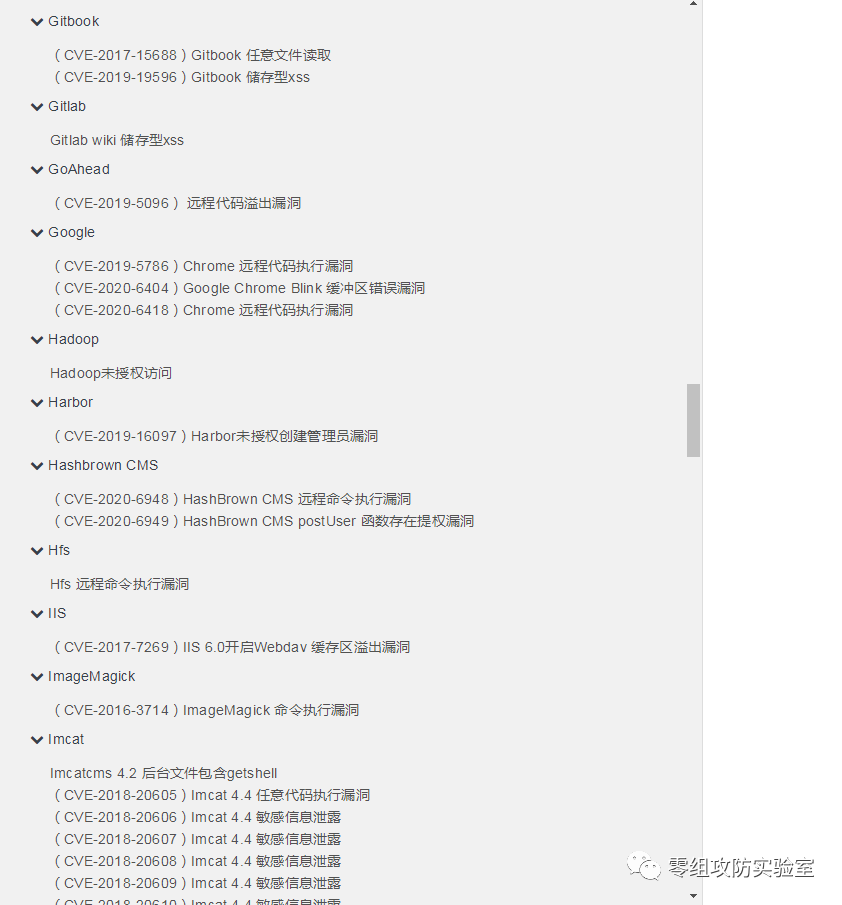 Gitbook
（CVE-2017-15688）Gitbook 任意文件读取
（CVE-2019-19596）Gitbook 储存型xss
Gitlab
Gitlab wiki 储存型xss
GoAhead
（CVE-2019-5096） 远程代码溢出漏洞
Google
（CVE-2019-5786）Chrome 远程代码执行漏洞
（CVE-2020-6404）Google Chrome Blink 缓冲区错误漏洞
（CVE-2020-6418）Chrome 远程代码执行漏洞
Hadoop
Hadoop未授权访问
Harbor
（CVE-2019-16097）Harbor未授权创建管理员漏洞
Hashbrown CMS
（CVE-2020-6948）HashBrown CMS 远程命令执行漏洞
（CVE-2020-6949）HashBrown CMS postUser 函数存在提权漏洞
Hfs
Hfs 远程命令执行漏洞
IIS
（CVE-2017-7269）IIS 6.0开启Webdav 缓存区溢出漏洞
ImageMagick
（CVE-2016-3714）ImageMagick 命令执行漏洞
Imcat
Imcatcms 4.2 后台文件包含getshell
（CVE-2018-20605）Imcat 4.4 任意代码执行漏洞
（CVE-2018-20606）Imcat 4.4 敏感信息泄露
（CVE-2018-20607）Imcat 4.4 敏感信息泄露
（CVE-2018-20608）Imcat 4.4 敏感信息泄露
（CVE-2018-20609）Imcat 4.4 敏感信息泄露
（CVE-2018-20610）Imcat 4.4 敏感信息泄露
零组攻防实验室